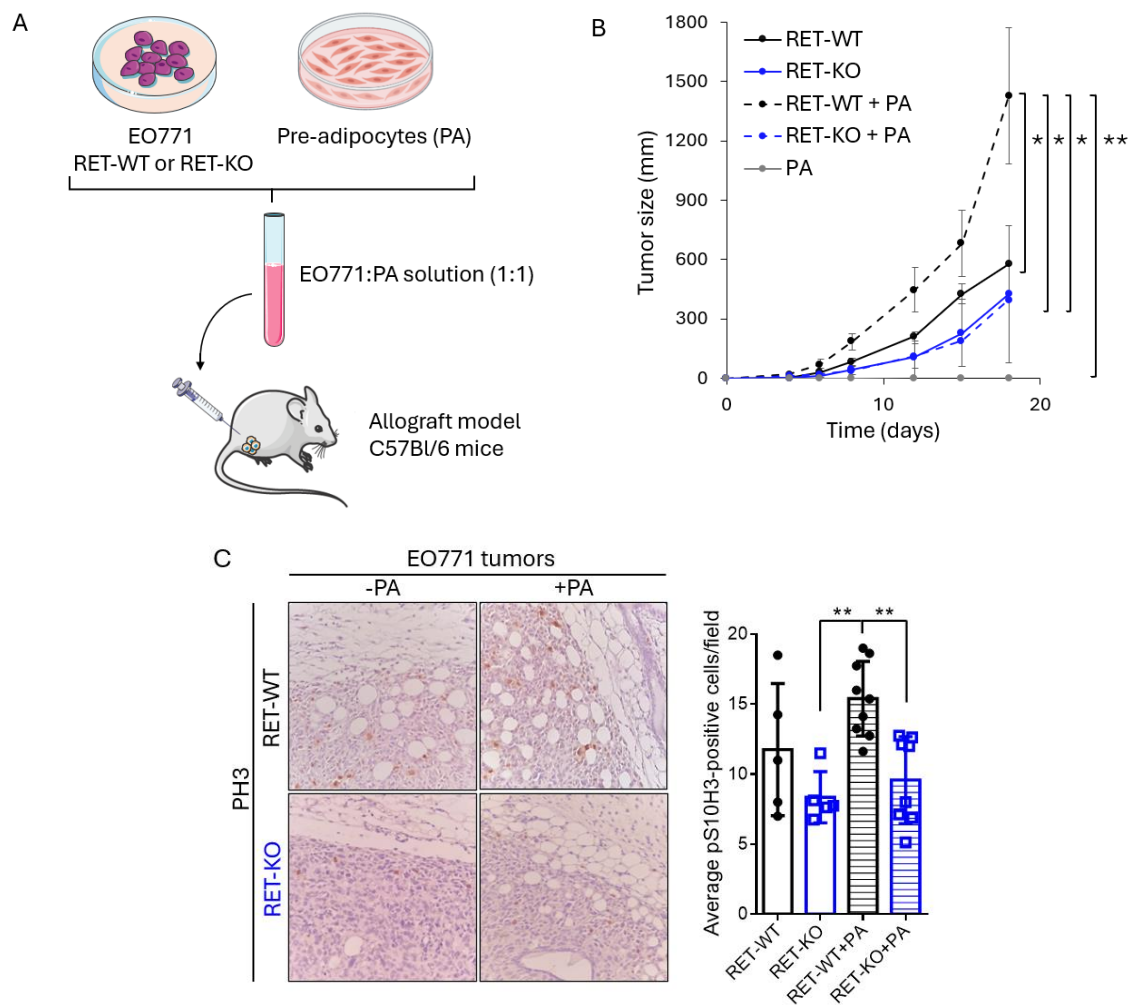 A
EO771
RET-WT or RET-KO
Pre-adipocytes (PA)
EO771:PA solution (1:1)
Allograft model
C57Bl/6 mice
B
Tumor size (mm)
1800
1500
1200
900
600
300
0
0
10
20
Time (days)
RET-WT
RET-KO
RET-WT + PA
RET-KO + PA
PA
*
*
*
**
C
EO771 tumors
-PA
+PA
PH3
RET-WT
RET-KO
Average pS10H3-positive cells/field
20
15
10
5
0
**
**
RET-WT
RET-KO
RET-WT+PA
RET-KO+PA